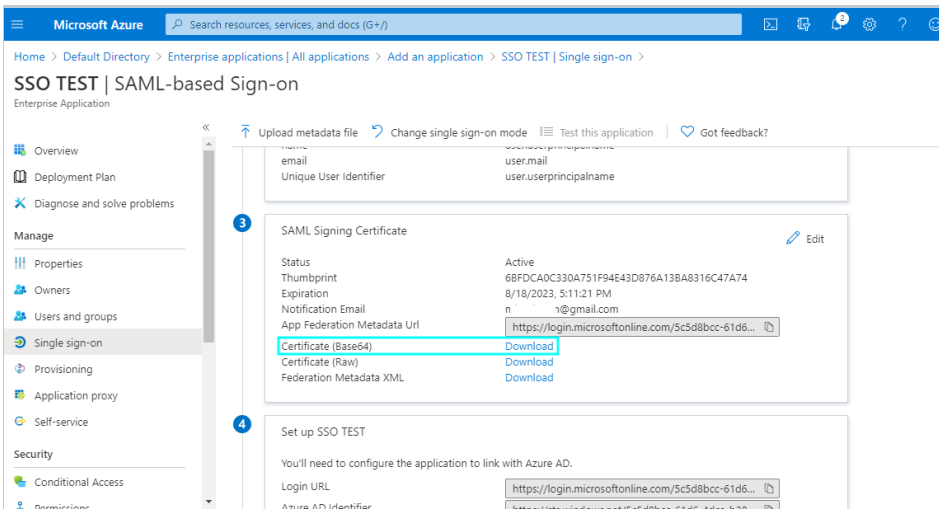 Microsoft Azure
Search resources, services, and docs (G+/)
2
Home > Default Directory > Enterprise applications | All applications > Add an application > SSO TEST | Single sign-on >
SSO TEST | SAML-based Sign-on
Enterprise Application
«
Upload metadata file Change single sign-on mode Test this application Got feedback?
Overview
Deployment Plan
Diagnose and solve problems
Manage
Properties
Owners
Users and groups
Single sign-on
Provisioning
Application proxy
Self-service
Security
Conditional Access
Permissions
name user.userprincipalname
email user.mail
Unique User Identifier user.userprincipalname
3
SAML Signing Certificate
Edit
Status Active
Thumbprint 6BFDCA0C330A751F94E43D876A13BA8316C47A74
Expiration 8/18/2023, 5:11:21 PM
Notification Email @gmail.com
App Federation Metadata Url https://login.microsoftonline.com/5c5d8bcc-61d6...
Certificate (Base64) Download
Certificate (Raw) Download
Federation Metadata XML Download
4
Set up SSO TEST
You'll need to configure the application to link with Azure AD.
Login URL https://login.microsoftonline.com/5c5d8bcc-61d6...
Azure AD Identifier